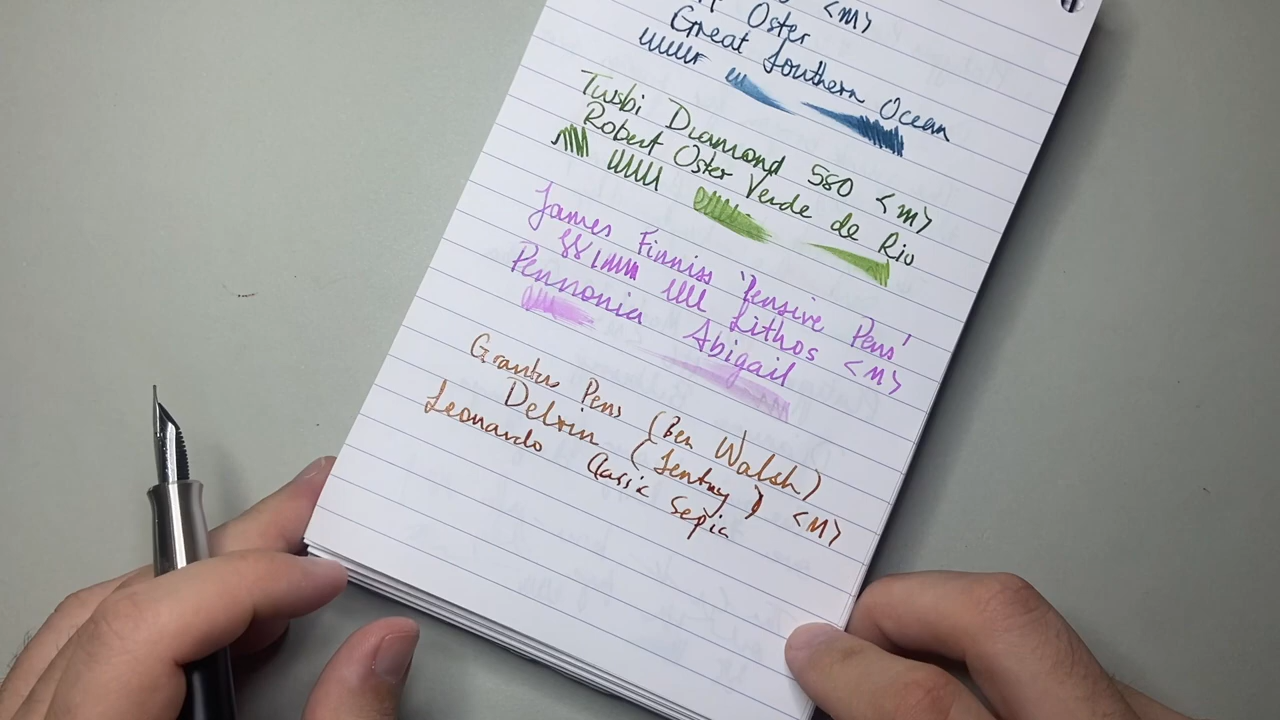 <M>
Oster
Great Southern Ocean
Twsbi Diamond 580 <M>
Robert Oster Verde de Rio
James Finniss 'Pensive Pens'
Lithos <M>
Pennonia Abigail
Pens (Ben Walsh)
Delrin (Sentry) <M>
Leonardo Classic Sepia